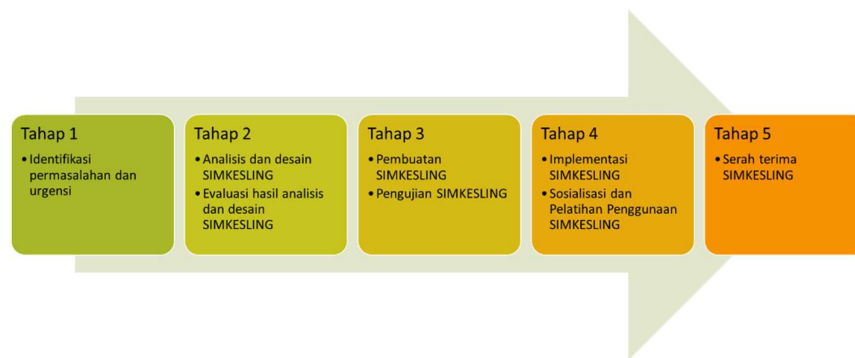 Tahap 1
• Identifikasi
permasalahan dan
urgensi
Tahap 2
• Analisis dan desain
SIMKESLING
• Evaluasi hasil analisis
dan desain
SIMKESLING
Tahap 3
• Pembuatan
SIMKESLING
• Pengujian SIMKESLING
Tahap 4
• Implementasi
SIMKESLING
• Sosialisasi dan
Pelatihan Penggunaan
SIMKESLING
Tahap 5
• Serah terima
SIMKESLING